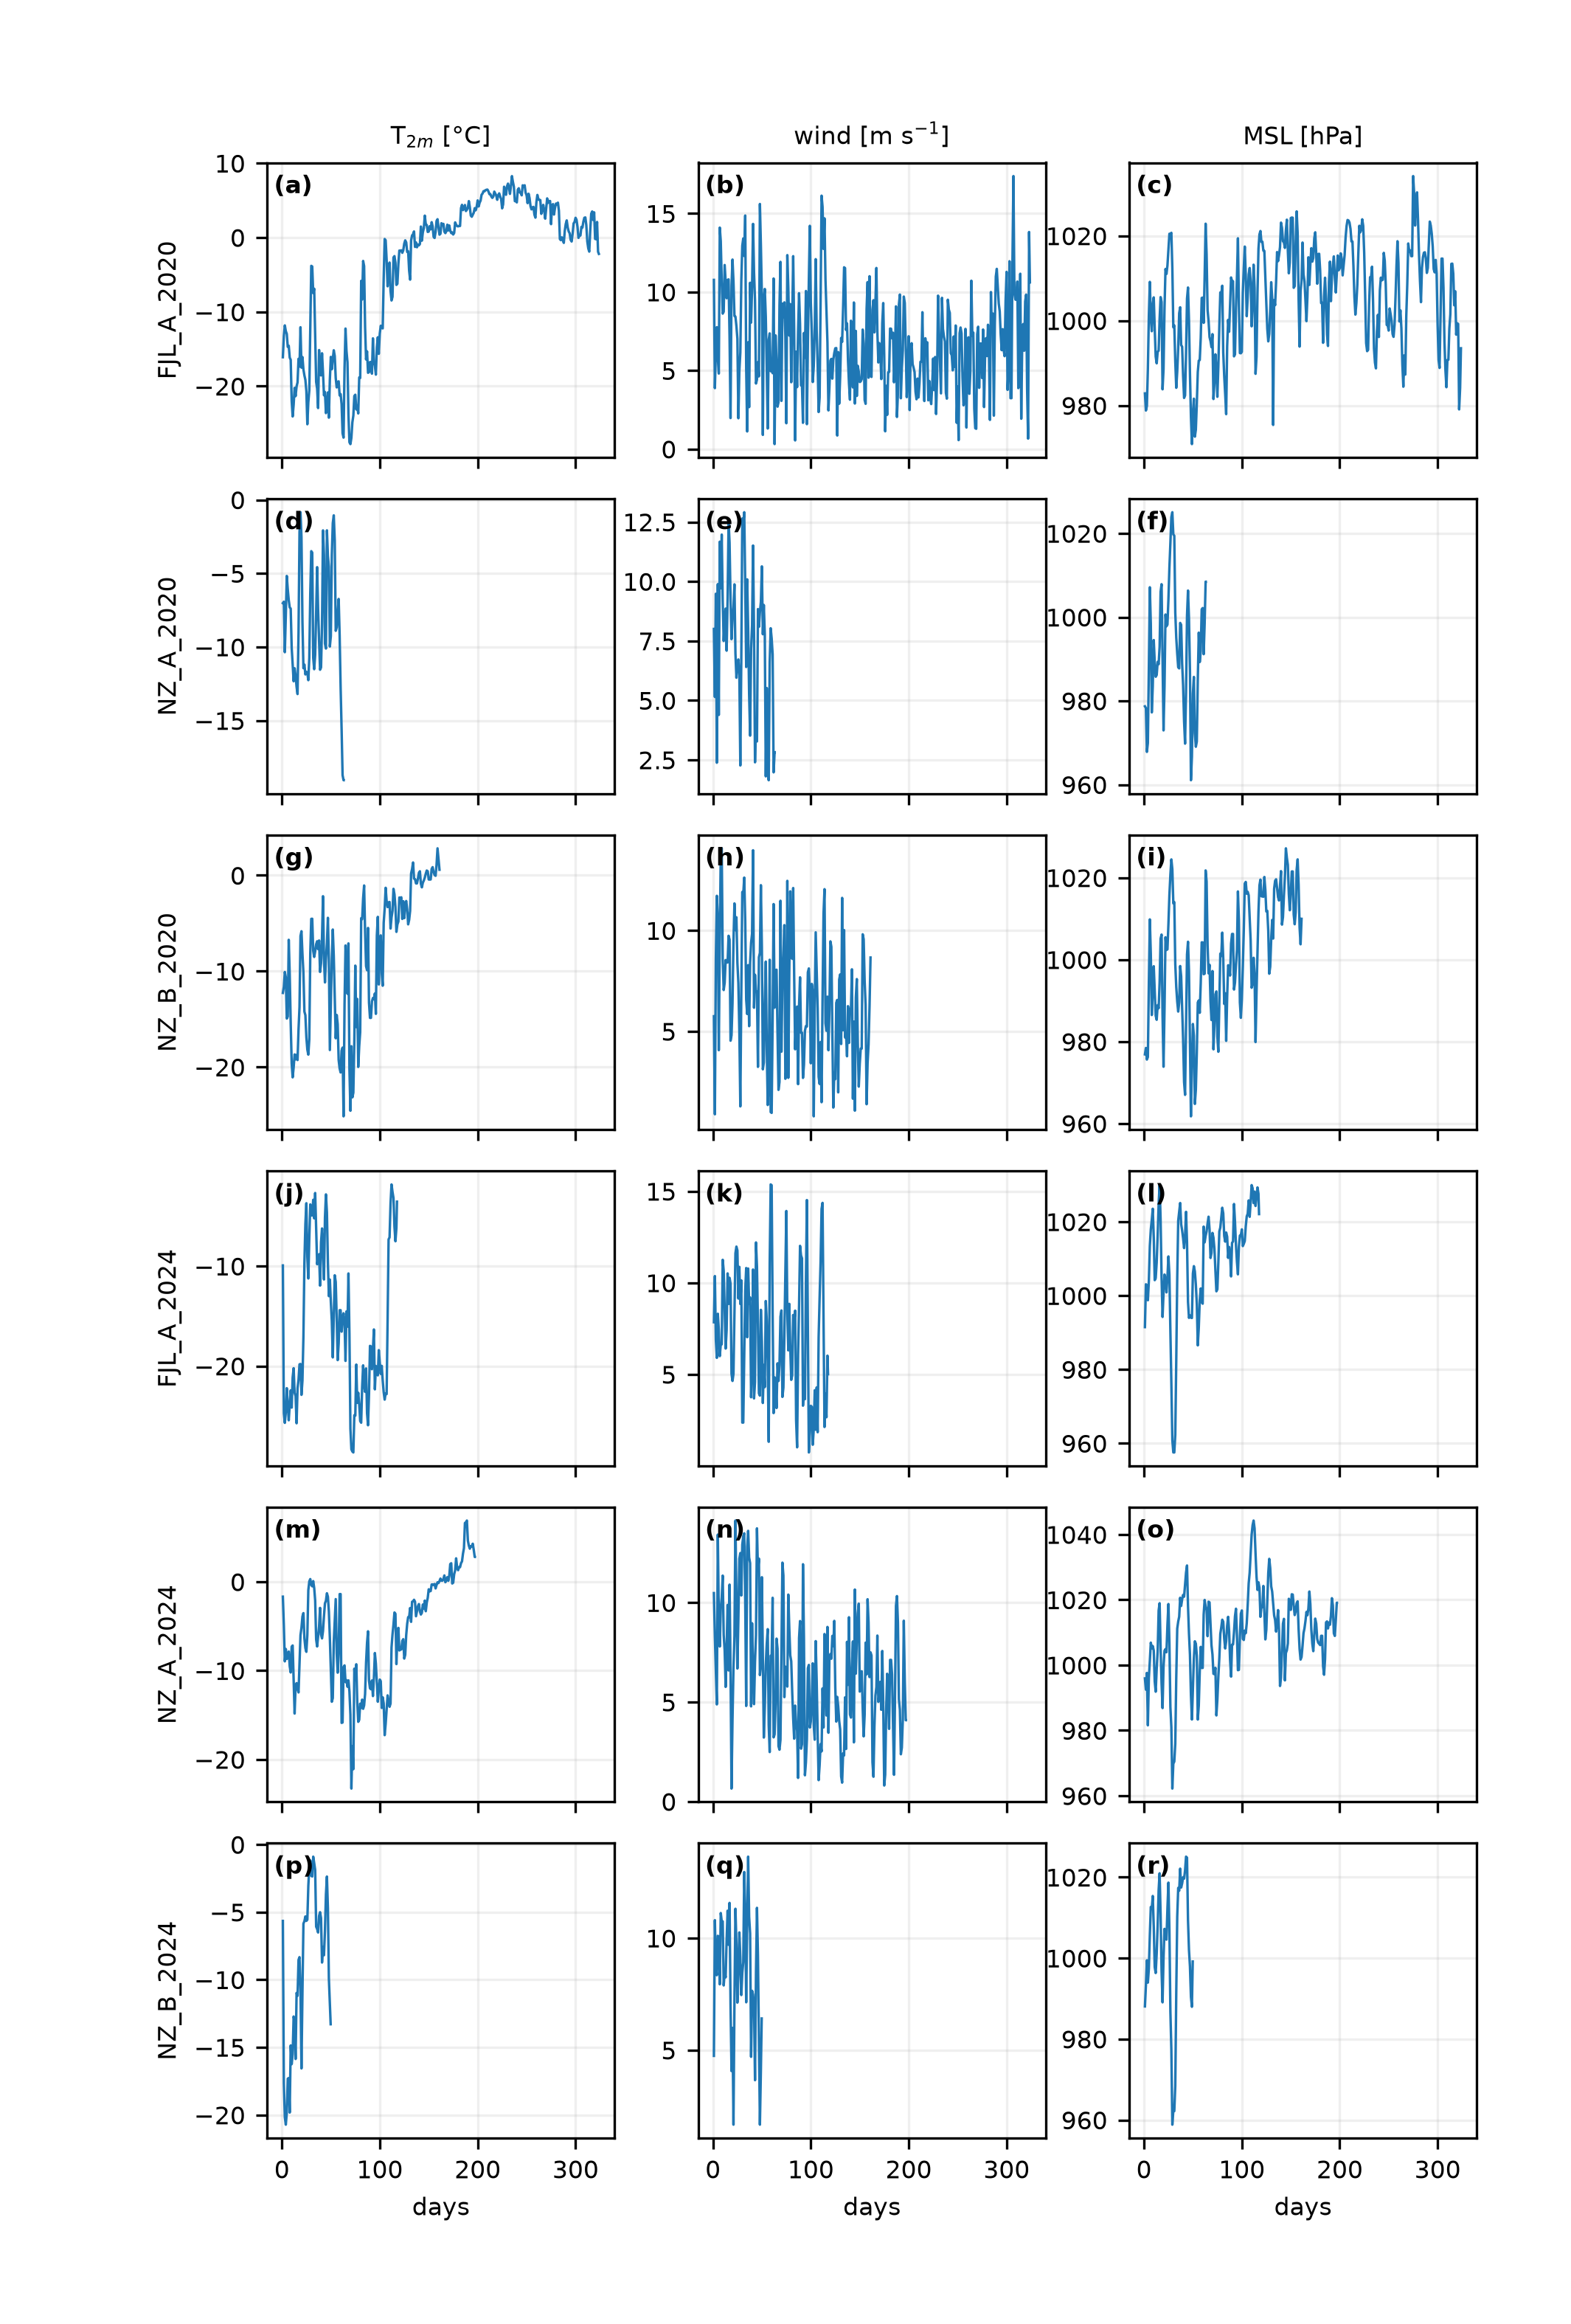 T2m [°C] wind [m s−1] MSL [hPa]
FJL_A_2020
(a) 10 0 −10 −20
(b) 15 10 5 0
(c) 1020 1000 980
NZ_A_2020
(d) 0 −5 −10 −15
(e) 12.5 10.0 7.5 5.0 2.5
(f) 1020 1000 980 960
NZ_B_2020
(g) 0 −10 −20
(h) 10 5
(i) 1020 1000 980 960
FJL_A_2024
(j) −10 −20
(k) 15 10 5
(l) 1020 1000 980 960
NZ_A_2024
(m) 0 −10 −20
(n) 10 5 0
(o) 1040 1020 1000 980 960
NZ_B_2024
(p) 0 −5 −10 −15 −20
(q) 10 5
(r) 1020 1000 980 960
0 100 200 300 0 100 200 300 0 100 200 300
days days days